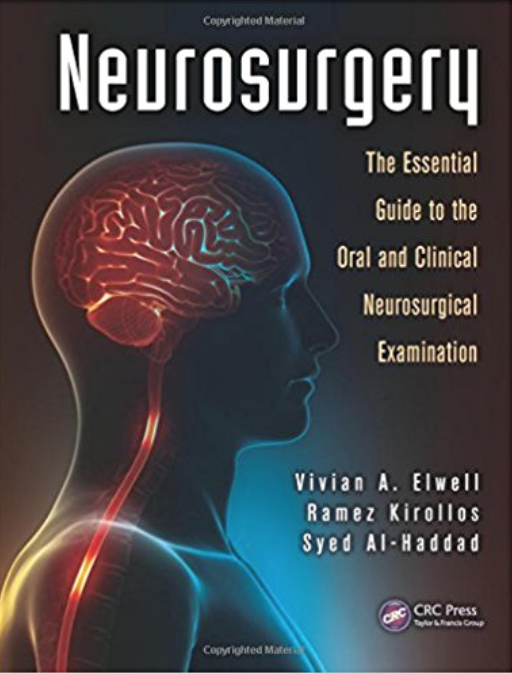 Copyrighted Material
Neurosurgery
The Essential
Guide to the
Oral and Clinical
Neurosurgical
Examination
Vivian A. Elwell
Ramez Kirollos
Syed Al-Haddad
CRC CRC Press
Taylor & Francis Group
Copyrighted Material